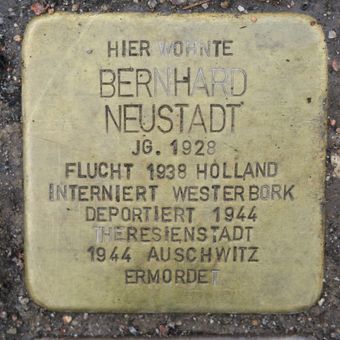 HIER WOHNTE
BERNHARD
NEUSTADT
JG. 1928
FLUCHT 1938 HOLLAND
INTERNIERT WESTERBORK
DEPORTIERT 1944
THERESIENSTADT
1944 AUSCHWITZ
ERMORDET